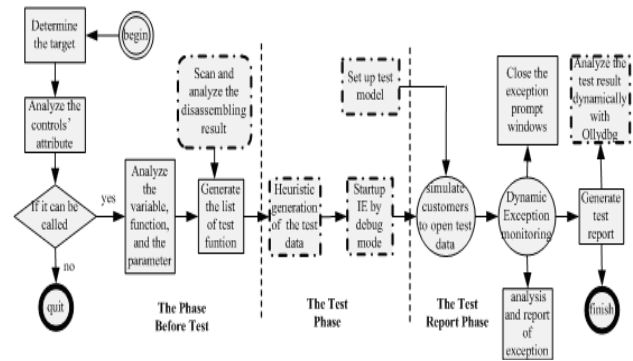 Determine
the target
begin
Analyze the
controls'
attribute
If it can be
called
yes
no
quit
Scan and
analyze the
disassembling
result
Analyze
the
variable,
function,
and the
parameter
Generate
the list
of test
funtion
The Phase
Before Test
Heuristic
generation
of the test
data
Startup
IE by
debug
mode
The Test
Phase
Set up test
model
simulate
customers
to open test
data
Close the
exception
prompt
windows
Dynamic
Exception
monitoring
analysis
and report
of
exception
Analyze the
test result
dynamically
with
Ollydbg
Generate
test
report
finish
The Test
Report Phase